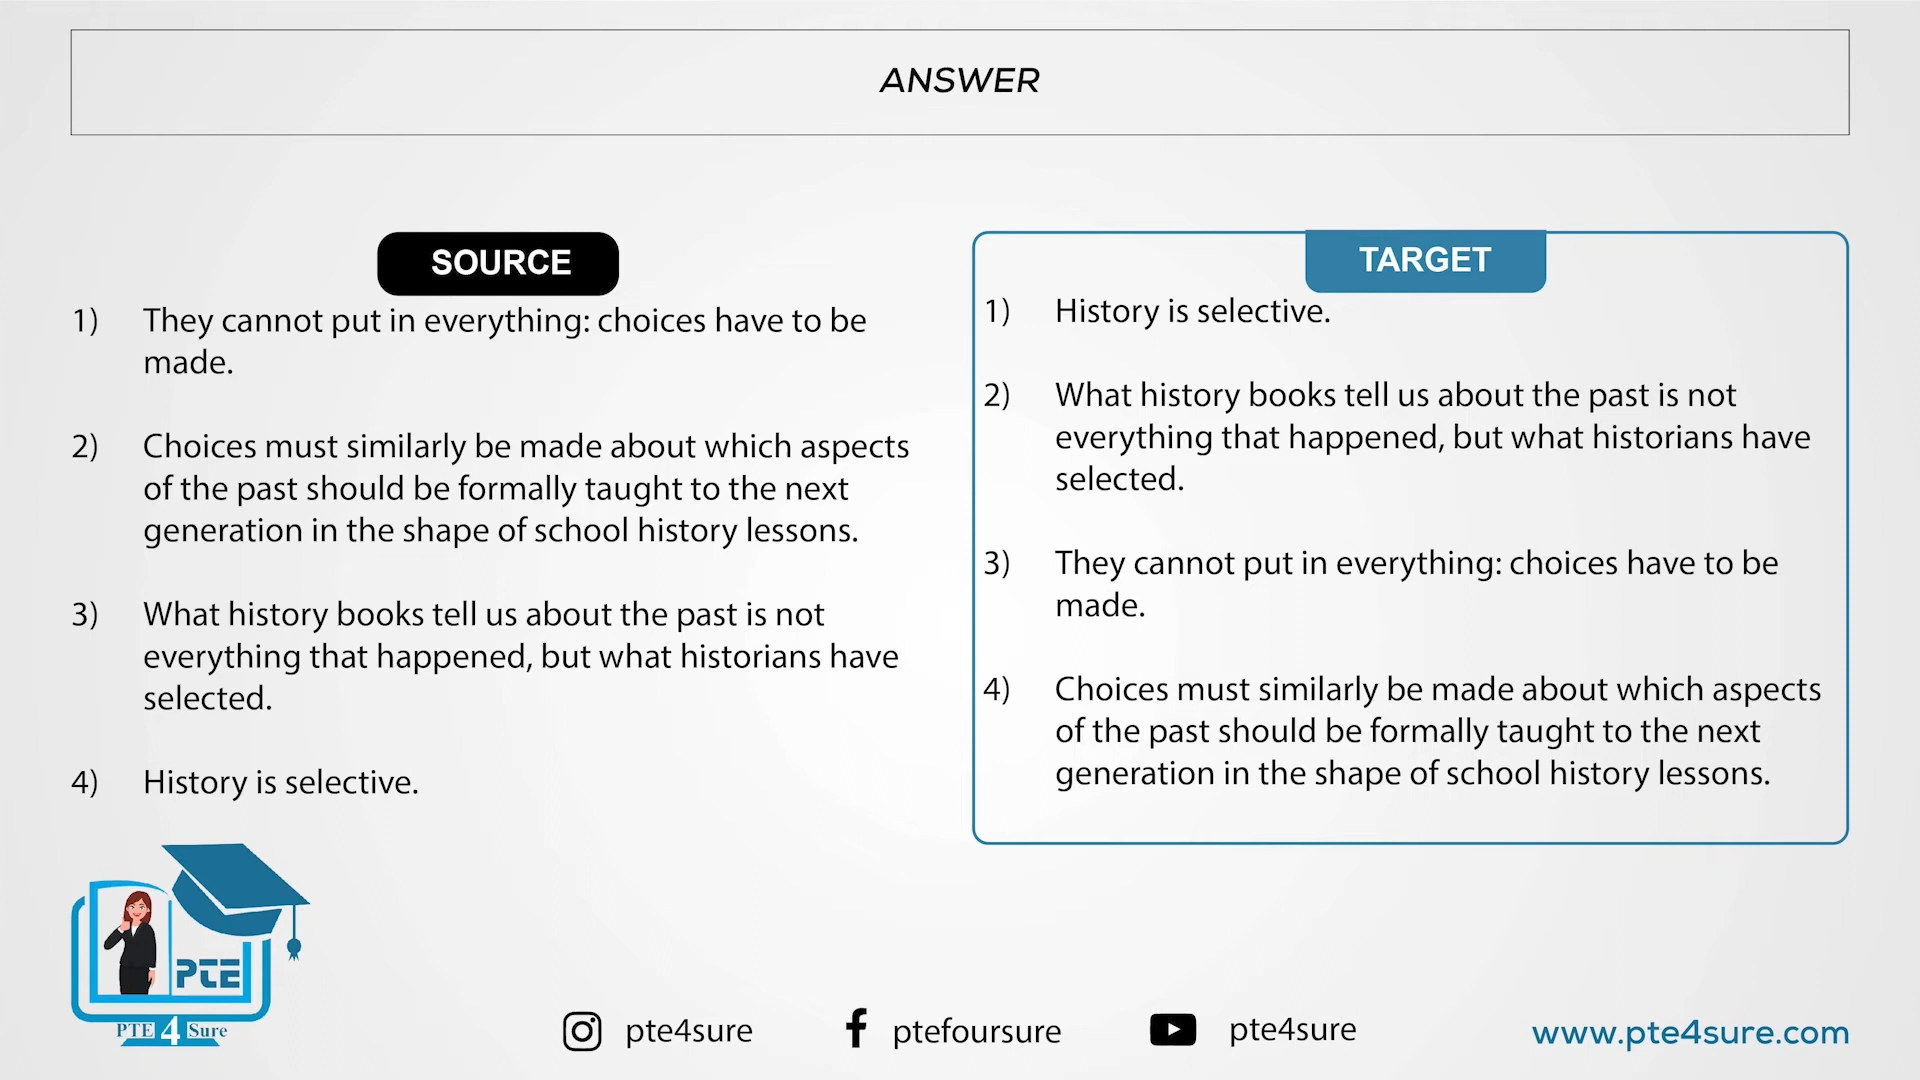 ANSWER
SOURCE
1) They cannot put in everything: choices have to be
made.
2) Choices must similarly be made about which aspects
of the past should be formally taught to the next
generation in the shape of school history lessons.
3) What history books tell us about the past is not
everything that happened, but what historians have
selected.
4) History is selective.
TARGET
1) History is selective.
2) What history books tell us about the past is not
everything that happened, but what historians have
selected.
3) They cannot put in everything: choices have to be
made.
4) Choices must similarly be made about which aspects
of the past should be formally taught to the next
generation in the shape of school history lessons.
PTE
PTE 4 Sure
pte4sure
ptefoursure
pte4sure
www.pte4sure.com